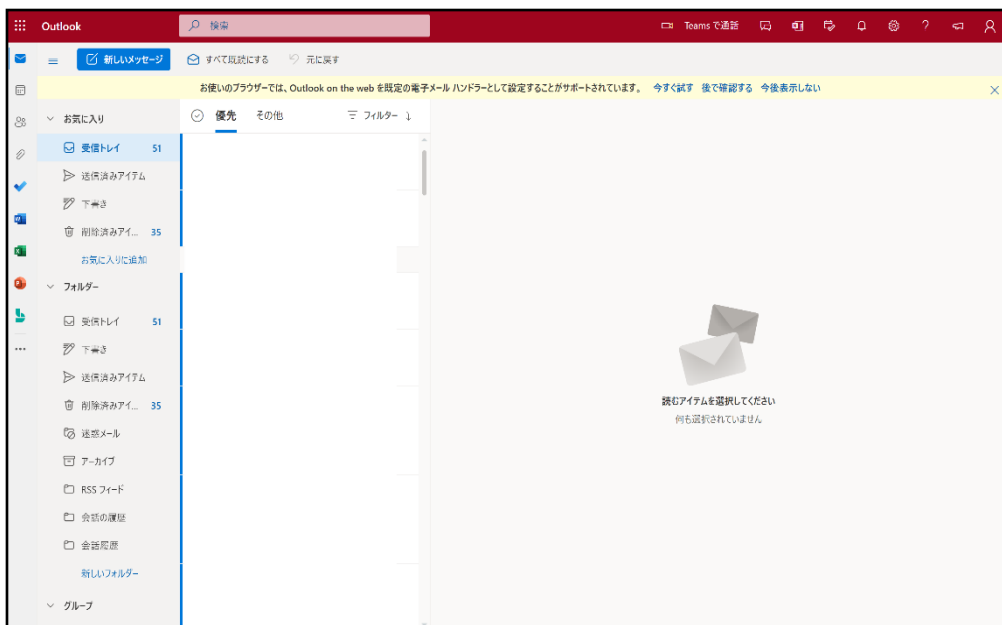 Outlook
検索
Teams で通話
新しいメッセージ
すべて既読にする
元に戻す
お使いのブラウザーでは、Outlook on the web を既定の電子メール ハンドラーとして設定することがサポートされています。 今すぐ試す 後で確認する 今後表示しない
お気に入り
受信トレイ 51
送信済みアイテム
下書き
削除済みアイ... 35
お気に入りに追加
フォルダー
受信トレイ 51
下書き
送信済みアイテム
削除済みアイ... 35
迷惑メール
アーカイブ
RSS フィード
会話の履歴
会話履歴
新しいフォルダー
グループ
優先 その他 フィルター
読むアイテムを選択してください
何も選択されていません